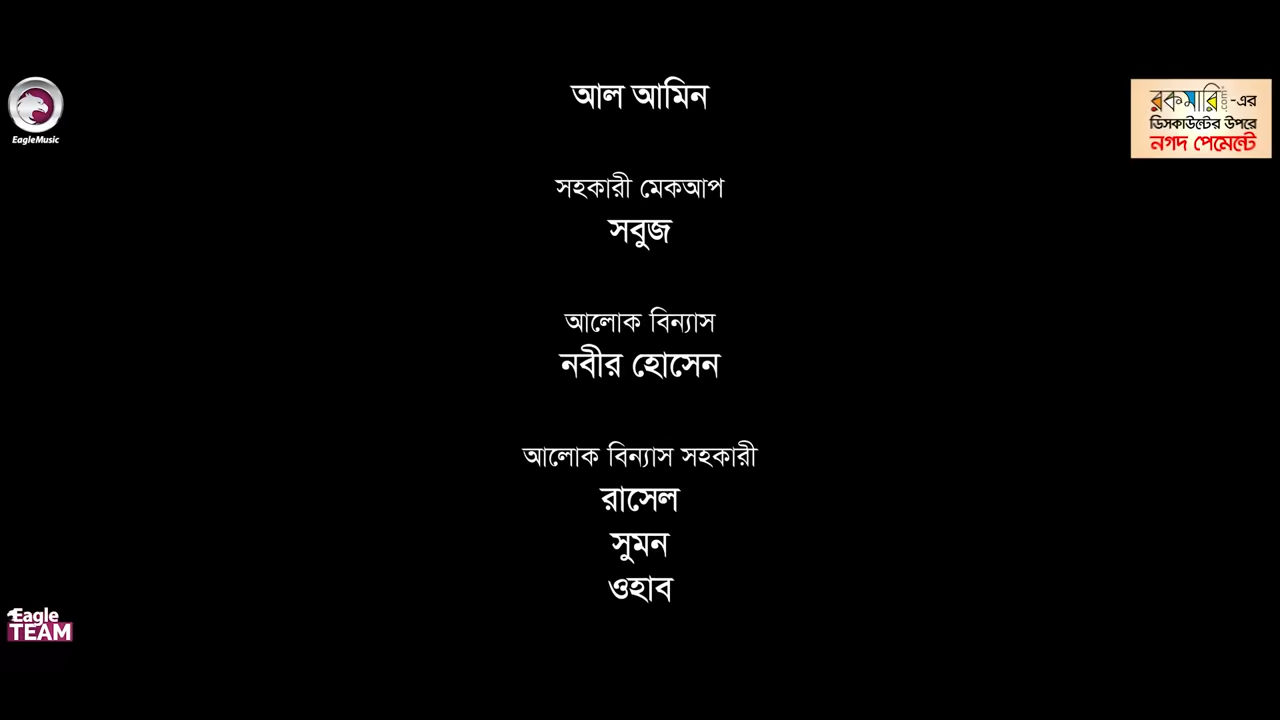 আল আমিন
EagleMusic
রকমারি.com-এর
ডিসকাউন্টের উপরে
নগদ পেমেন্টে
সহকারী মেকআপ
সবুজ
আলোক বিন্যাস
নবীর হোসেন
আলোক বিন্যাস সহকারী
রাসেল
সুমন
ওহাব
Eagle
TEAM